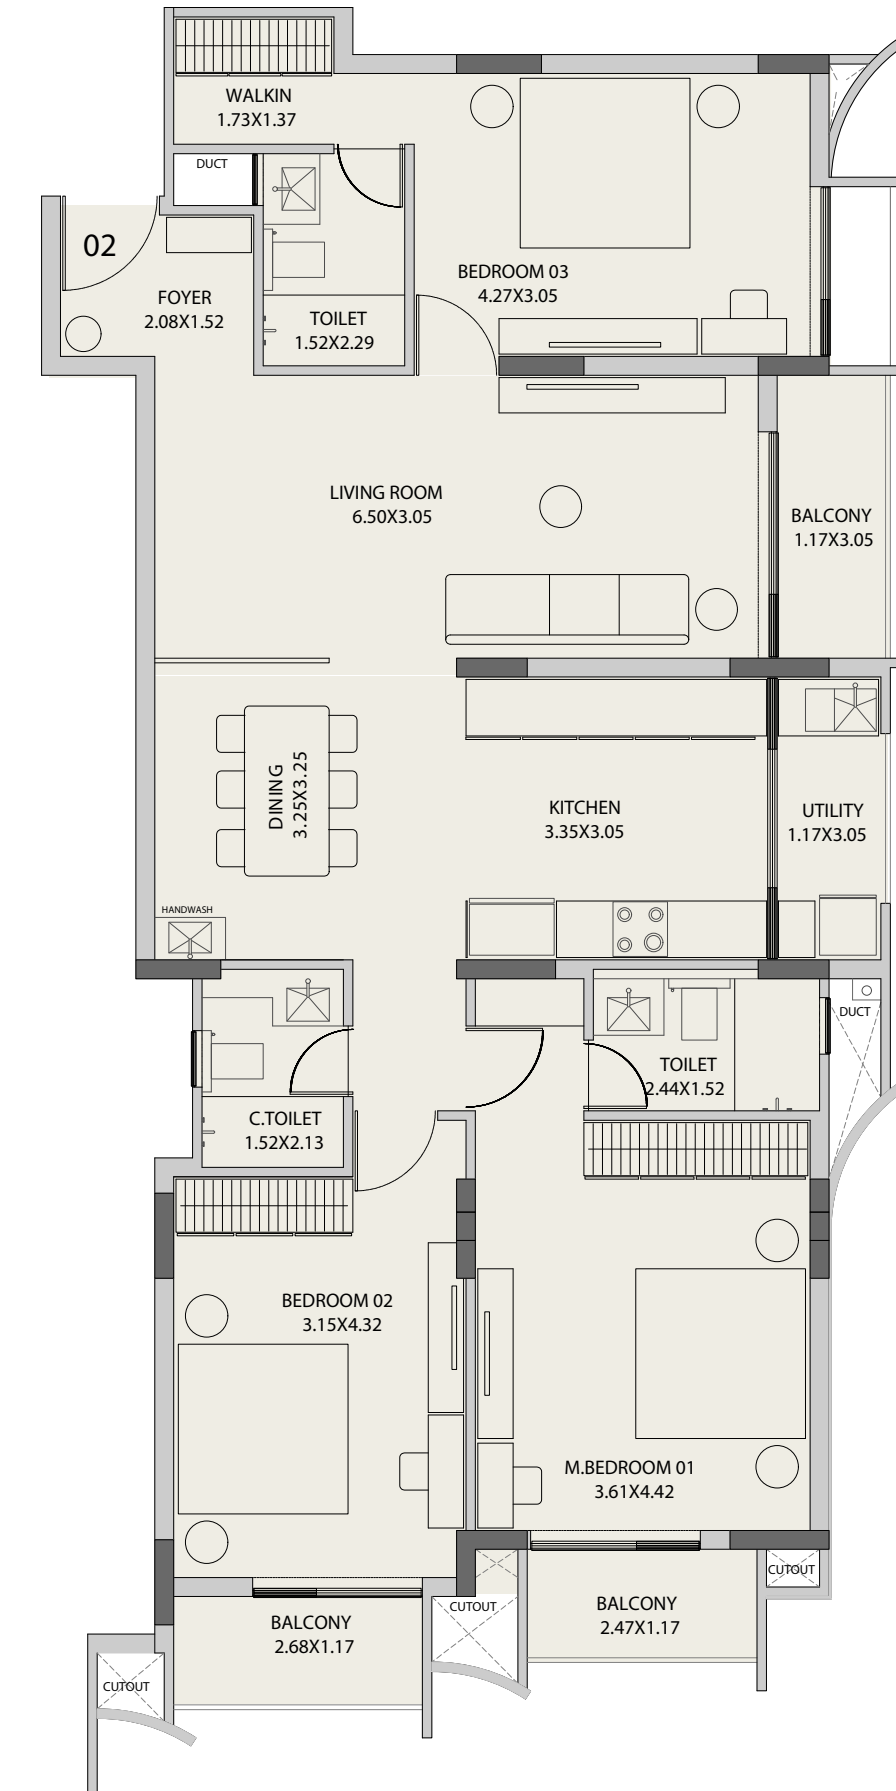 WALKIN
1.73X1.37
DUCT
02
FOYER
2.08X1.52
TOILET
1.52X2.29
BEDROOM 03
4.27X3.05
LIVING ROOM
6.50X3.05
BALCONY
1.17X3.05
DINING
3.25X3.25
KITCHEN
3.35X3.05
UTILITY
1.17X3.05
HANDWASH
DUCT
TOILET
2.44X1.52
C.TOILET
1.52X2.13
BEDROOM 02
3.15X4.32
M.BEDROOM 01
3.61X4.42
CUTOUT
CUTOUT
BALCONY
2.47X1.17
BALCONY
2.68X1.17
CUTOUT